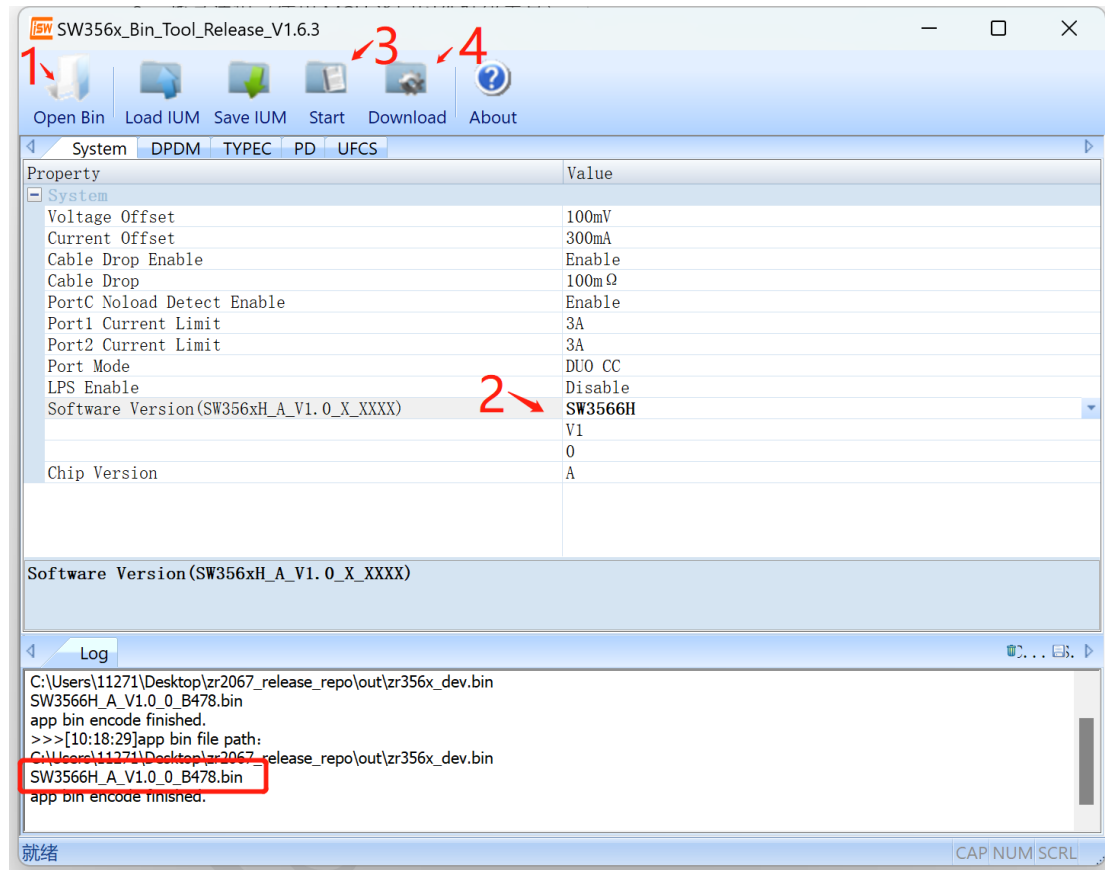 SW356x_Bin_Tool_Release_V1.6.3
1 3 4
Open Bin Load IUM Save IUM Start Download About
System DPDM TYPEC PD UFCS
Property Value
System
Voltage Offset 100mV
Current Offset 300mA
Cable Drop Enable Enable
Cable Drop 100mΩ
PortC Noload Detect Enable Enable
Port1 Current Limit 3A
Port2 Current Limit 3A
Port Mode DUO CC
LPS Enable Disable
Software Version(SW356xH_A_V1.0_X_XXXX) 2 SW3566H
V1
0
Chip Version A
Software Version(SW356xH_A_V1.0_X_XXXX)
Log
C:\Users\11271\Desktop\zr2067_release_repo\out\zr356x_dev.bin
SW3566H_A_V1.0_0_B478.bin
app bin encode finished.
>>>[10:18:29]app bin file path:
C:\Users\11271\Desktop\zr2067_release_repo\out\zr356x_dev.bin
SW3566H_A_V1.0_0_B478.bin
app bin encode finished.
就绪 CAP NUM SCRL